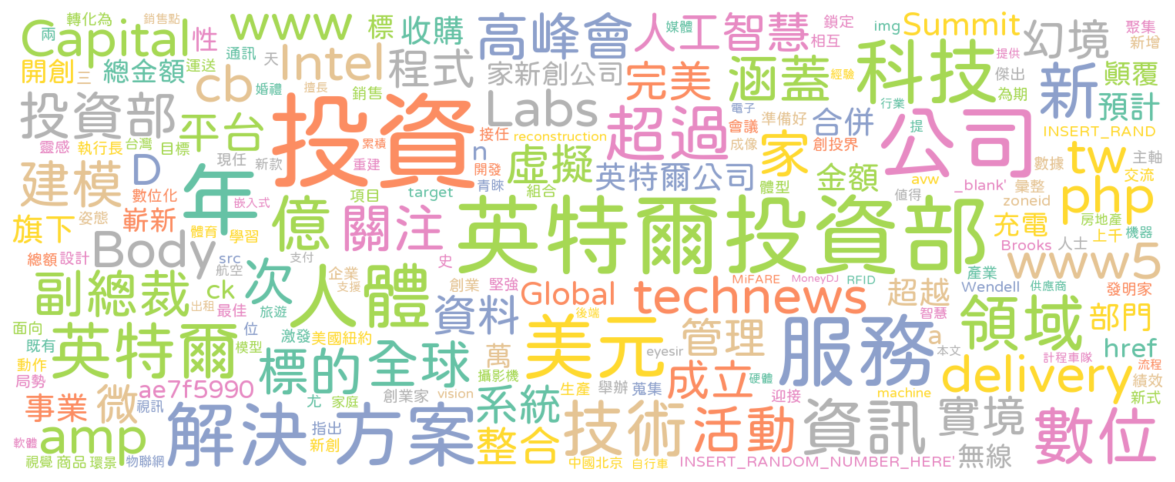 兩
轉化為
銷售點
Capital
www
標
收購
高峰會
媒體
人工智慧
鎖定
相互
img
Summit
提供
幻境
聚集
新增
開創
三
總金額
性
通訊
運送
天
cb
Intel
程式
家新創公司
完美
涵蓋
經驗
科技
傑出
為期
新
顛覆
預計
投資部
婚禮
擅長
銷售
投資
Labs
超過
電子
會議
準備好
合併
行業
提
公司
INSERT_RAND
靈感
執行長
台灣
目標
平台
現任
新款
累積
重建
接任
開發
青睞
n
reconstruction
虛擬
成像
創投界
家
數據
tw
主軸
交流
建模
D
數位化
嵌入式
年
項目
target
組合
英特爾公司
體型
金額
avw
值得
_blank'
彙整
zoneid
php
旗下
姿態
嶄新
體育
學習
億
關注
英特爾投資部
充電
房地產
上千
機器
總額
設計
Body
src
航空
支付
史
Brooks
人士
www5
副總裁
次
ck
人體
企業
支援
創業
堅強
資料
Global
MiFARE
MoneyDJ
RFID
technews
後端
智慧
超越
產業
Wendell
供應商
發明家
出租
最佳
旅遊
面向
既有
英特爾
模型
位
激發
美國紐約
美元
管理
服務
a
領域
部門
動作
局勢
標的
全球
萬
攝影機
eyesir
本文
計程車隊
href
流程
績效
ae7f5990
尤
家庭
創業家
vision
生產
舉辦
蒐集
成立
硬體
迎接
machine
delivery
新式
事業
微
視訊
解決方案
指出
新創
系統
技術
活動
資訊
實境
數位
軟體
amp
視覺
商品
環景
物聯網
整合
中國北京
自行車
INSERT_RANDOM_NUMBER_HERE'
無線